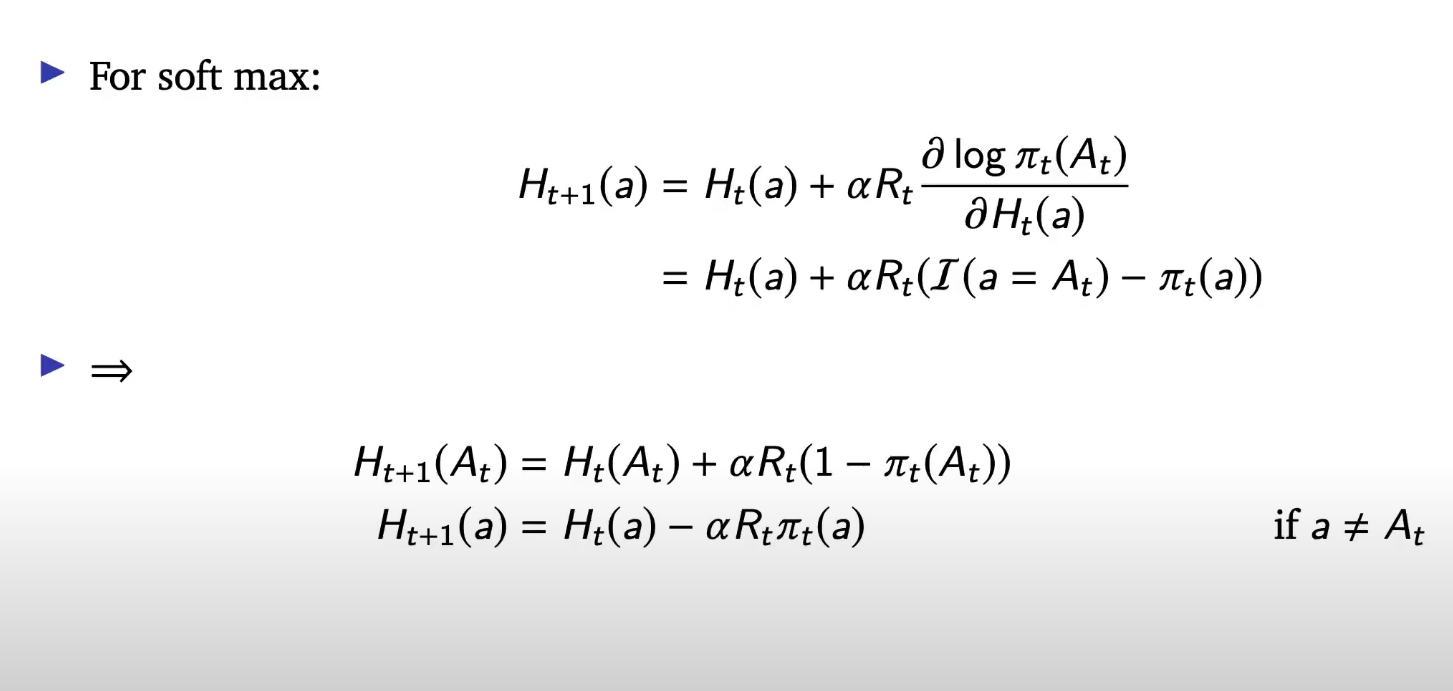 ▶ For soft max:
H_{t+1}(a) = H_t(a) + αR_t \frac{∂ log π_t(A_t)}{∂H_t(a)}
= H_t(a) + αR_t(ℐ(a = A_t) − π_t(a))
▶ ⇒
H_{t+1}(A_t) = H_t(A_t) + αR_t(1 − π_t(A_t))
H_{t+1}(a) = H_t(a) − αR_tπ_t(a) if a ≠ A_t